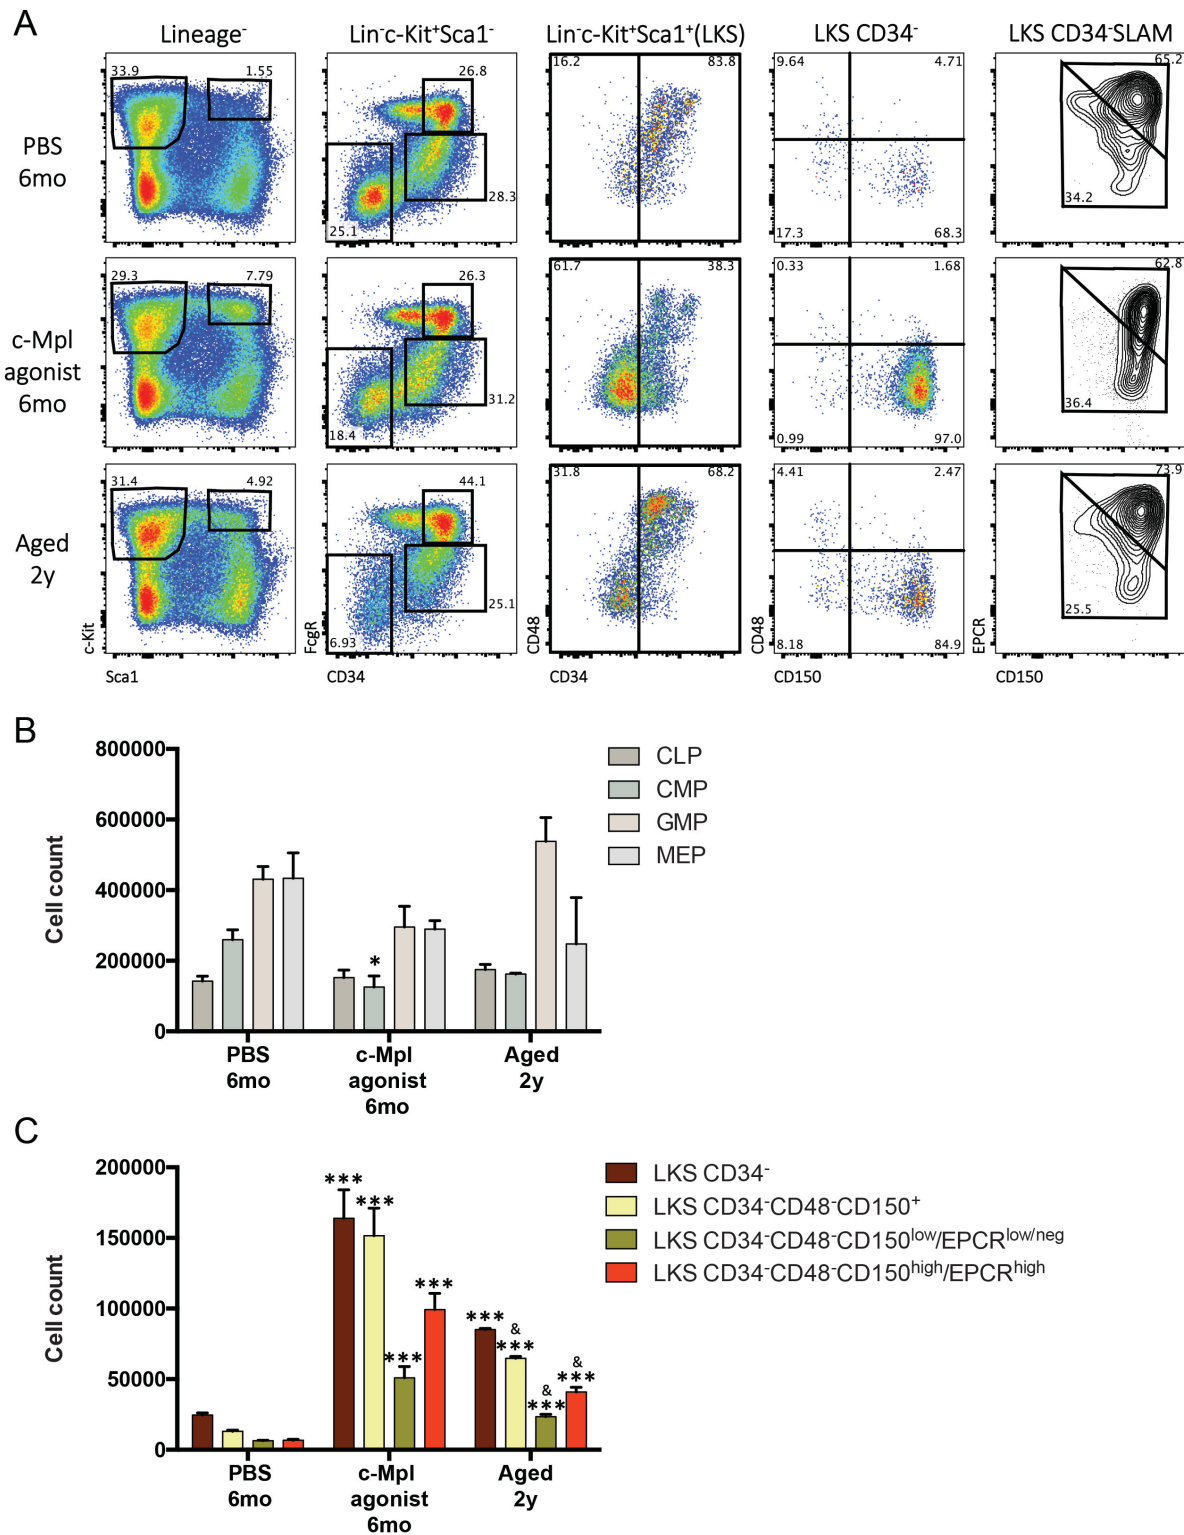 A
Lineage⁻
Lin⁻c-Kit⁺Sca1⁻
Lin⁻c-Kit⁺Sca1⁺(LKS)
LKS CD34⁻
LKS CD34⁻SLAM
PBS
6mo
33.9
1.55
26.8
28.3
25.1
16.2
83.8
9.64
4.71
17.3
68.3
65.2
34.2
c-Mpl
agonist
6mo
29.3
7.79
26.3
31.2
18.4
61.7
38.3
0.33
1.68
0.99
97.0
62.8
36.4
Aged
2y
31.4
4.92
44.1
25.1
6.93
31.8
68.2
4.41
2.47
8.18
84.9
73.9
25.5
c-Kit
Sca1
FcgR
CD34
CD48
CD34
CD48
CD150
EPCR
CD150
B
Cell count
800000
600000
400000
200000
0
*
PBS
6mo
c-Mpl
agonist
6mo
Aged
2y
CLP
CMP
GMP
MEP
C
Cell count
200000
150000
100000
50000
0
***
***
***
***
***
&
***
&
***
&
***
PBS
6mo
c-Mpl
agonist
6mo
Aged
2y
LKS CD34⁻
LKS CD34⁻CD48⁻CD150⁺
LKS CD34⁻CD48⁻CD150low/EPCRlow/neg
LKS CD34⁻CD48⁻CD150high/EPCRhigh